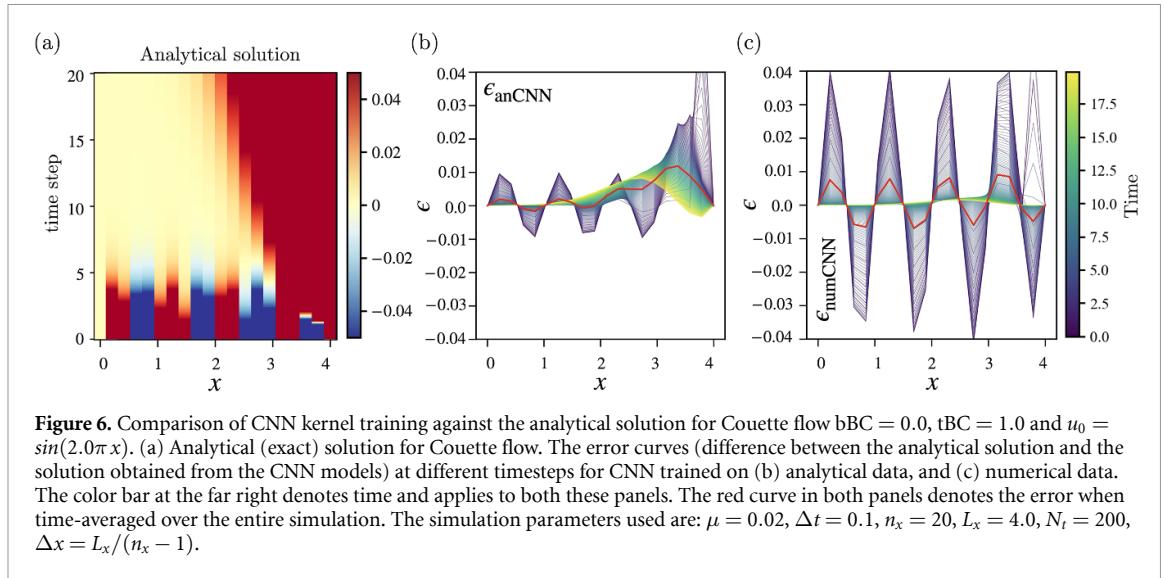 (a)
Analytical solution
20
15
10
5
0
time step
0
1
2
3
4
x
0.04
0.02
0
−0.02
−0.04
(b)
ϵanCNN
0.04
0.03
0.02
0.01
0.0
−0.01
−0.02
−0.03
−0.04
ϵ
0
1
2
3
4
x
(c)
ϵnumCNN
0.04
0.03
0.02
0.01
0.0
−0.01
−0.02
−0.03
−0.04
ϵ
0
1
2
3
4
x
17.5
15.0
12.5
10.0
7.5
5.0
2.5
0.0
Time
Figure 6. Comparison of CNN kernel training against the analytical solution for Couette flow bBC = 0.0, tBC = 1.0 and u0 =
sin(2.0π x). (a) Analytical (exact) solution for Couette flow. The error curves (difference between the analytical solution and the
solution obtained from the CNN models) at different timesteps for CNN trained on (b) analytical data, and (c) numerical data.
The color bar at the far right denotes time and applies to both these panels. The red curve in both panels denotes the error when
time-averaged over the entire simulation. The simulation parameters used are: μ = 0.02, Δt = 0.1, nx = 20, Lx = 4.0, Nt = 200,
Δx = Lx/(nx − 1).